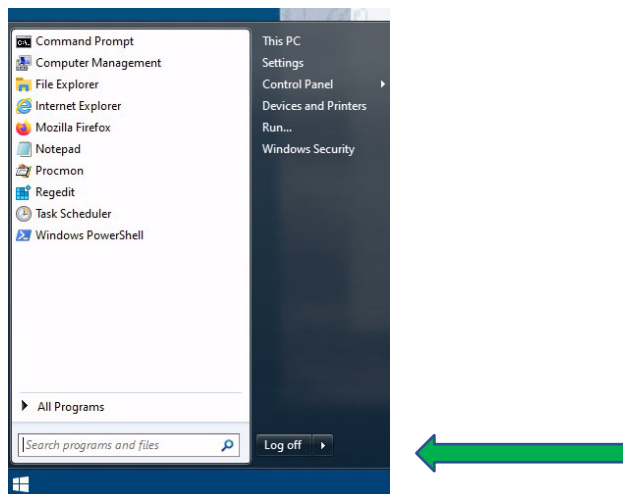 Command Prompt
Computer Management
File Explorer
Internet Explorer
Mozilla Firefox
Notepad
Procmon
Regedit
Task Scheduler
Windows PowerShell
All Programs
Search programs and files
This PC
Settings
Control Panel
Devices and Printers
Run...
Windows Security
Log off